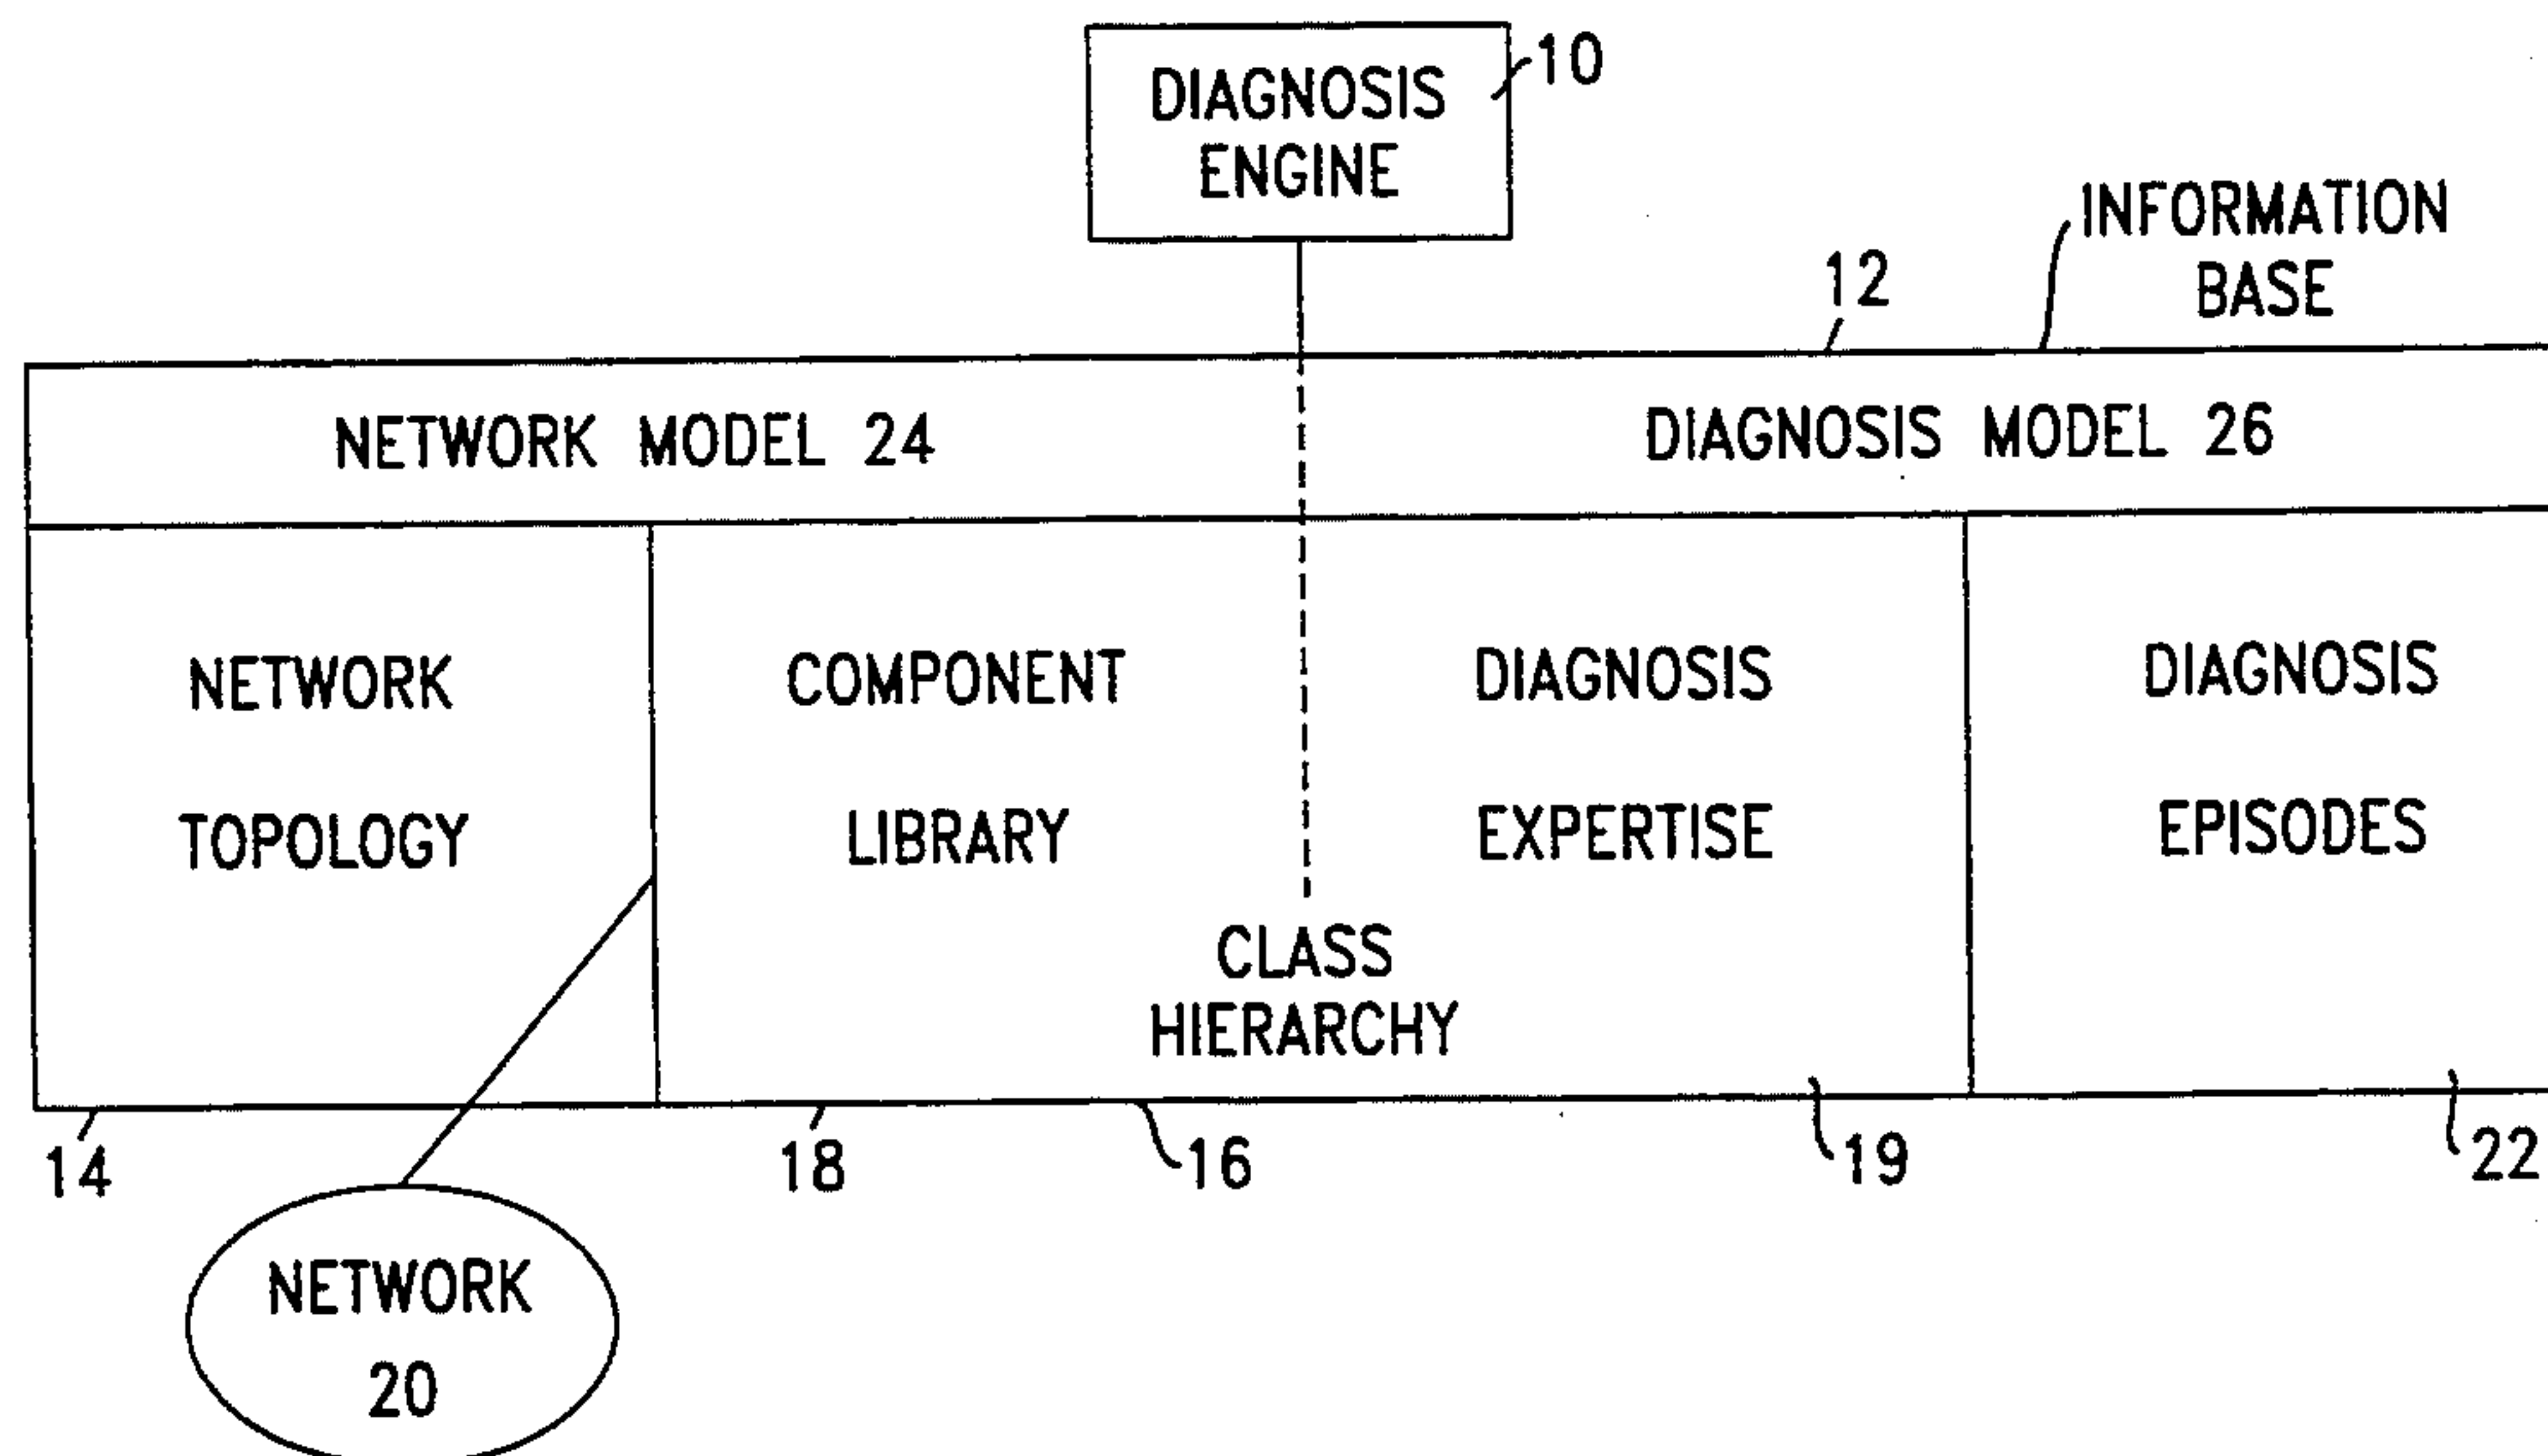 DIAGNOSIS
ENGINE
10
INFORMATION
BASE
12
NETWORK MODEL 24
DIAGNOSIS MODEL 26
NETWORK
TOPOLOGY
COMPONENT
LIBRARY
DIAGNOSIS
EXPERTISE
DIAGNOSIS
EPISODES
CLASS
HIERARCHY
14
18
16
19
22
NETWORK
20